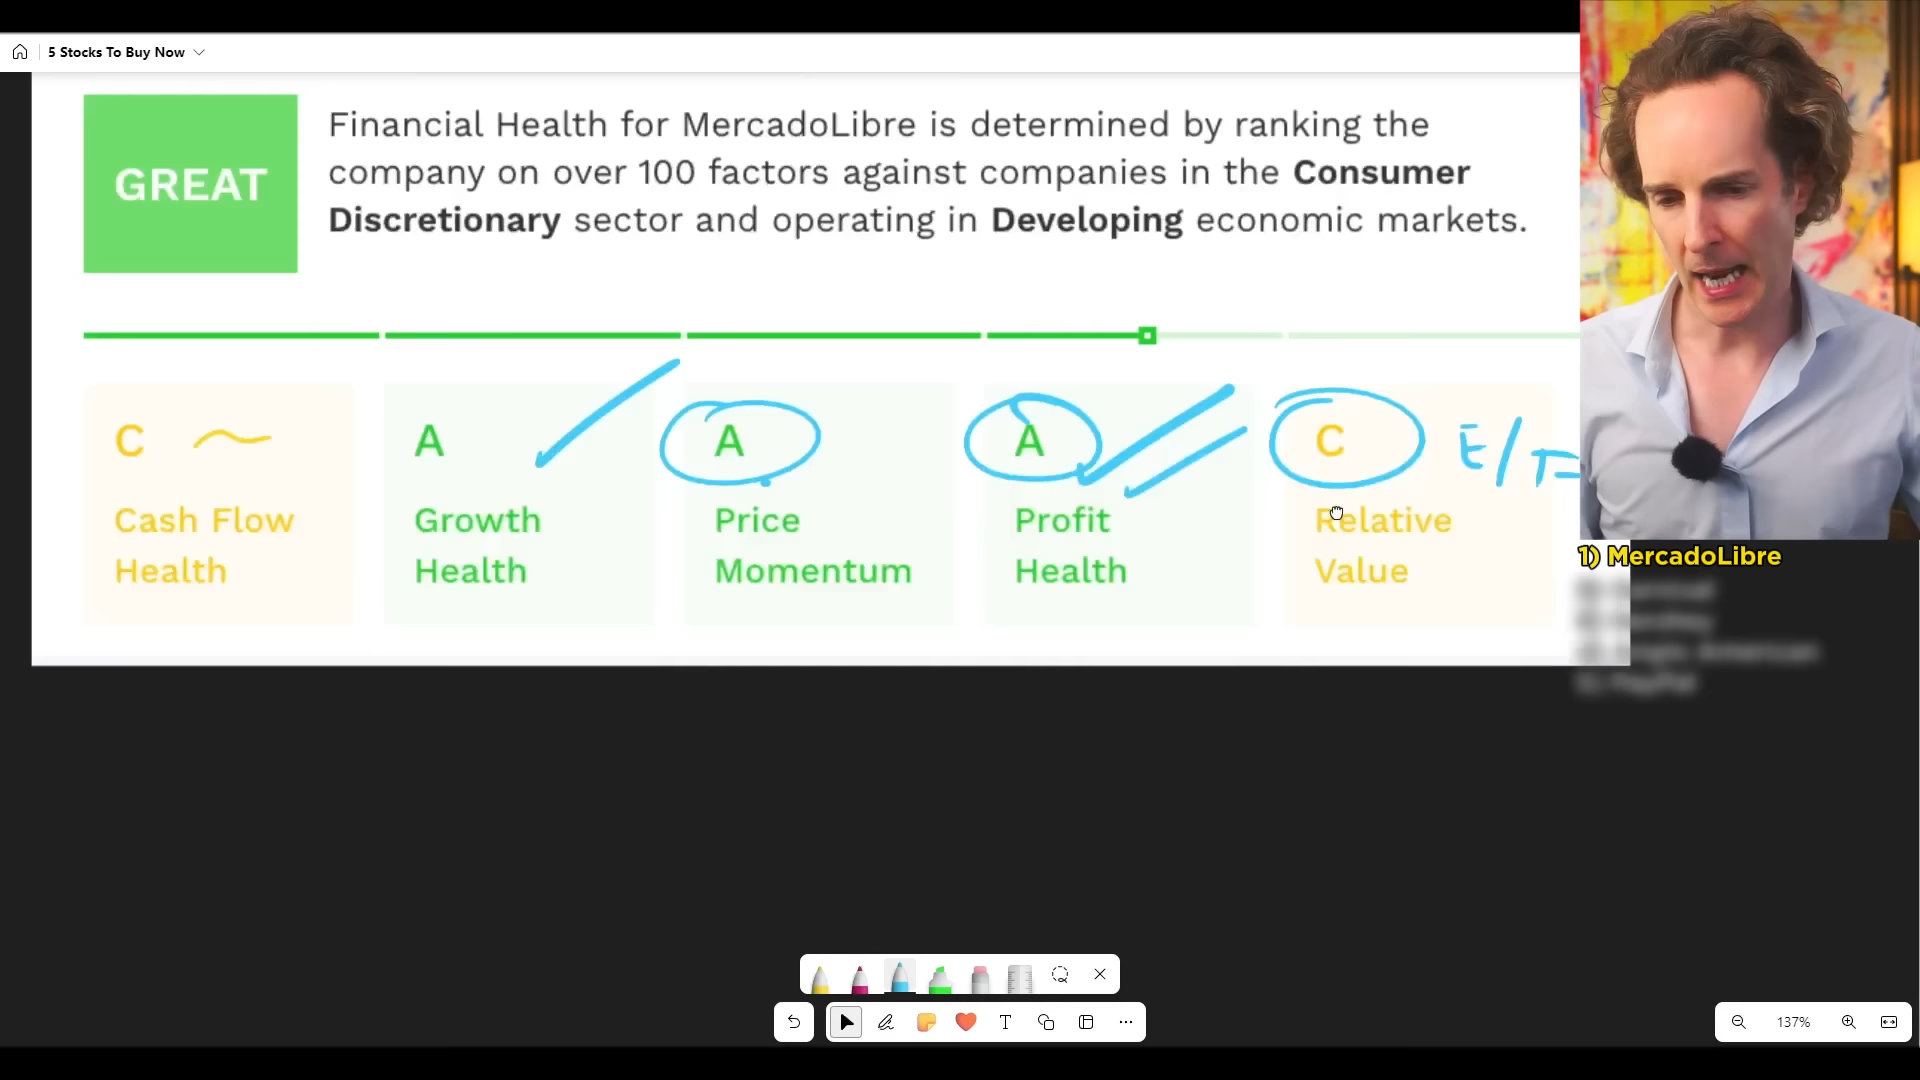 5 Stocks To Buy Now
GREAT
Financial Health for MercadoLibre is determined by ranking the
company on over 100 factors against companies in the Consumer
Discretionary sector and operating in Developing economic markets.
C A A A C E/
Cash Flow Growth Price Profit Relative
Health Health Momentum Health Value
1) MercadoLibre
5) PayPal
T
137%